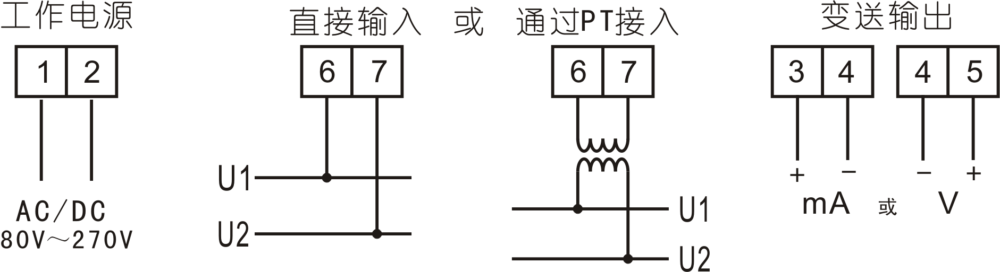 工作电源
直接输入 或 通过PT接入
变送输出
1 2
6 7
6 7
3 4
4 5
U1
U2
U1
U2
+ − − +
mA 或 V
AC/DC
80V～270V